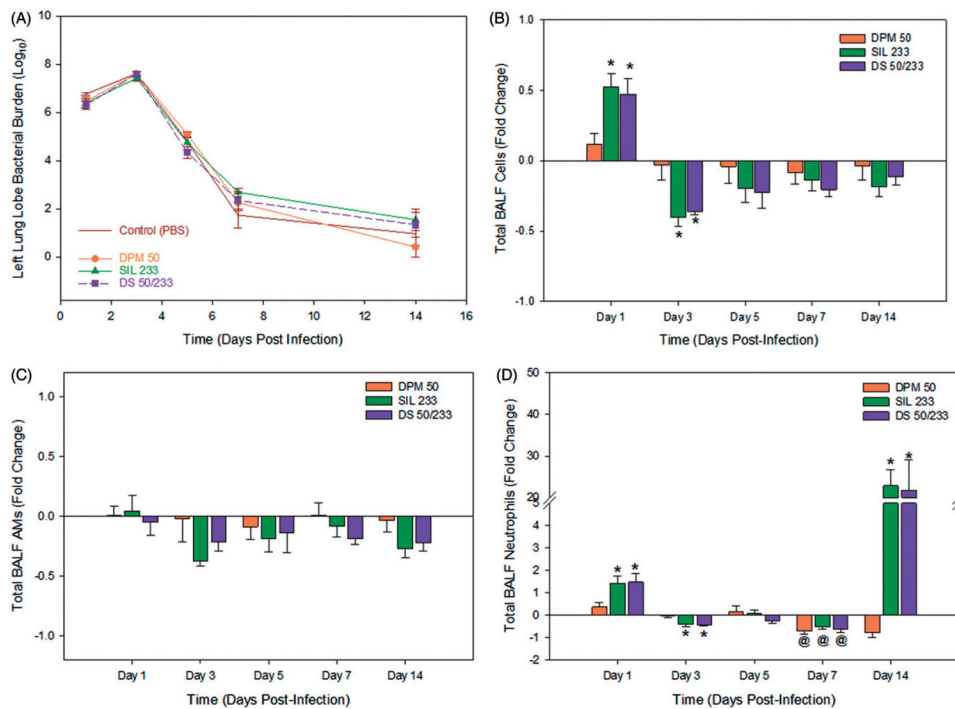 (A)
Left Lung Lobe Bacterial Burden (Log10)
10
8
6
4
2
0
Control (PBS)
DPM 50
SIL 233
DS 50/233
0 2 4 6 8 10 12 14 16
Time (Days Post Infection)
(B)
Total BALF Cells (Fold Change)
1.0
0.5
0.0
-0.5
-1.0
DPM 50
SIL 233
DS 50/233
* *
* *
Day 1 Day 3 Day 5 Day 7 Day 14
Time (Days Post-Infection)
(C)
Total BALF AMs (Fold Change)
1.0
0.5
0.0
-0.5
-1.0
DPM 50
SIL 233
DS 50/233
Day 1 Day 3 Day 5 Day 7 Day 14
Time (Days Post-Infection)
(D)
Total BALF Neutrophils (Fold Change)
50
40
30
4
3
2
1
0
-1
-2
DPM 50
SIL 233
DS 50/233
* *
* *
* *
@ @ @
Day 1 Day 3 Day 5 Day 7 Day 14
Time (Days Post-Infection)